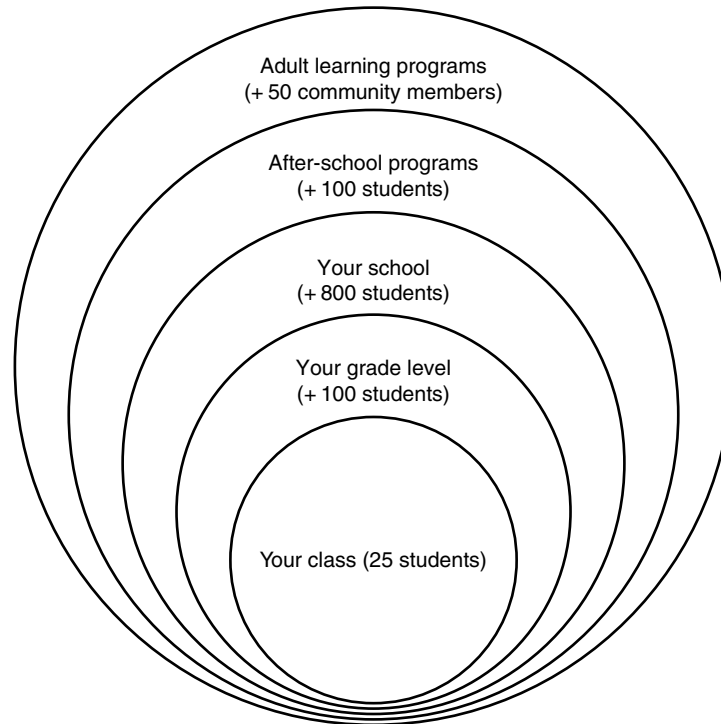 Adult learning programs
(+ 50 community members)
After-school programs
(+ 100 students)
Your school
(+ 800 students)
Your grade level
(+ 100 students)
Your class (25 students)